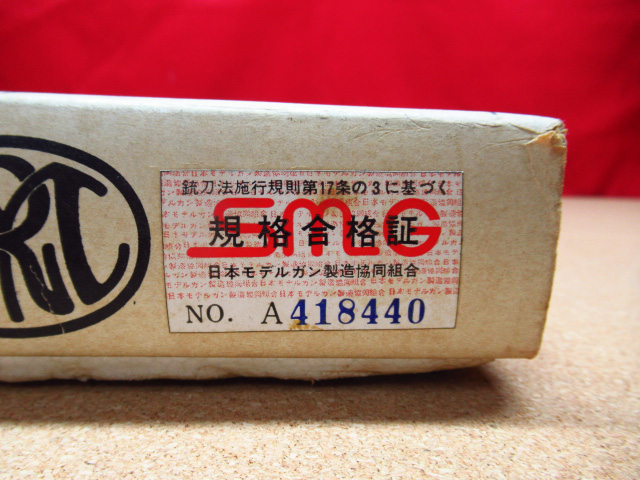 銃刀法施行規則第17条の3に基づく
SMG
規格合格証
日本モデルガン製造協同組合
NO. A418440